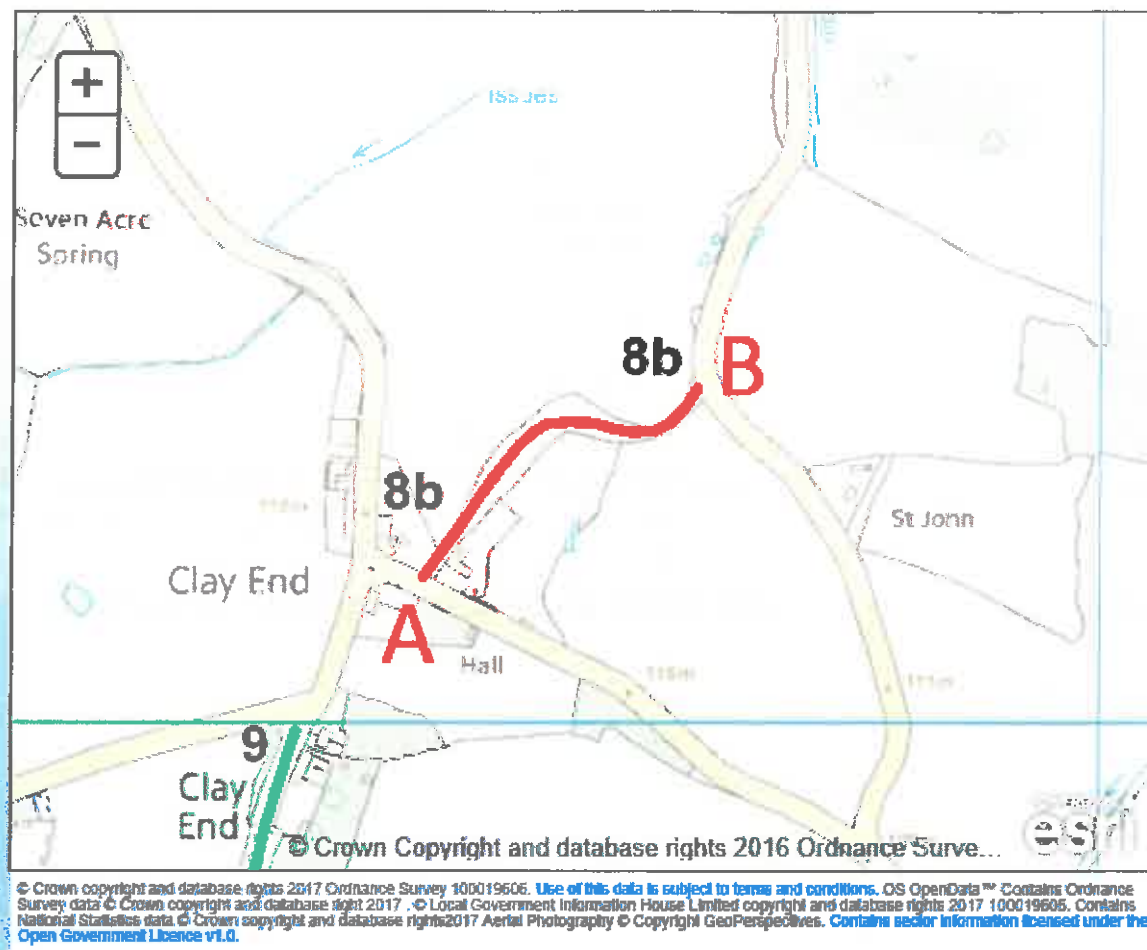 +
−
Issues
Seven Acre
Spring
8b
B
8b
St John
Clay End
A
Hall
115m
9
Clay
End
esri
© Crown Copyright and database rights 2016 Ordnance Surve...
© Crown copyright and database rights 2017 Ordnance Survey 100019606. Use of this data is subject to terms and conditions. OS OpenData™ Contains Ordnance
Survey data © Crown copyright and database right 2017 . © Local Government Information House Limited copyright and database rights 2017 100019606. Contains
National Statistics data © Crown copyright and database rights2017 Aerial Photography © Copyright GeoPerspectives. Contains sector information licensed under the
Open Government Licence v1.0.